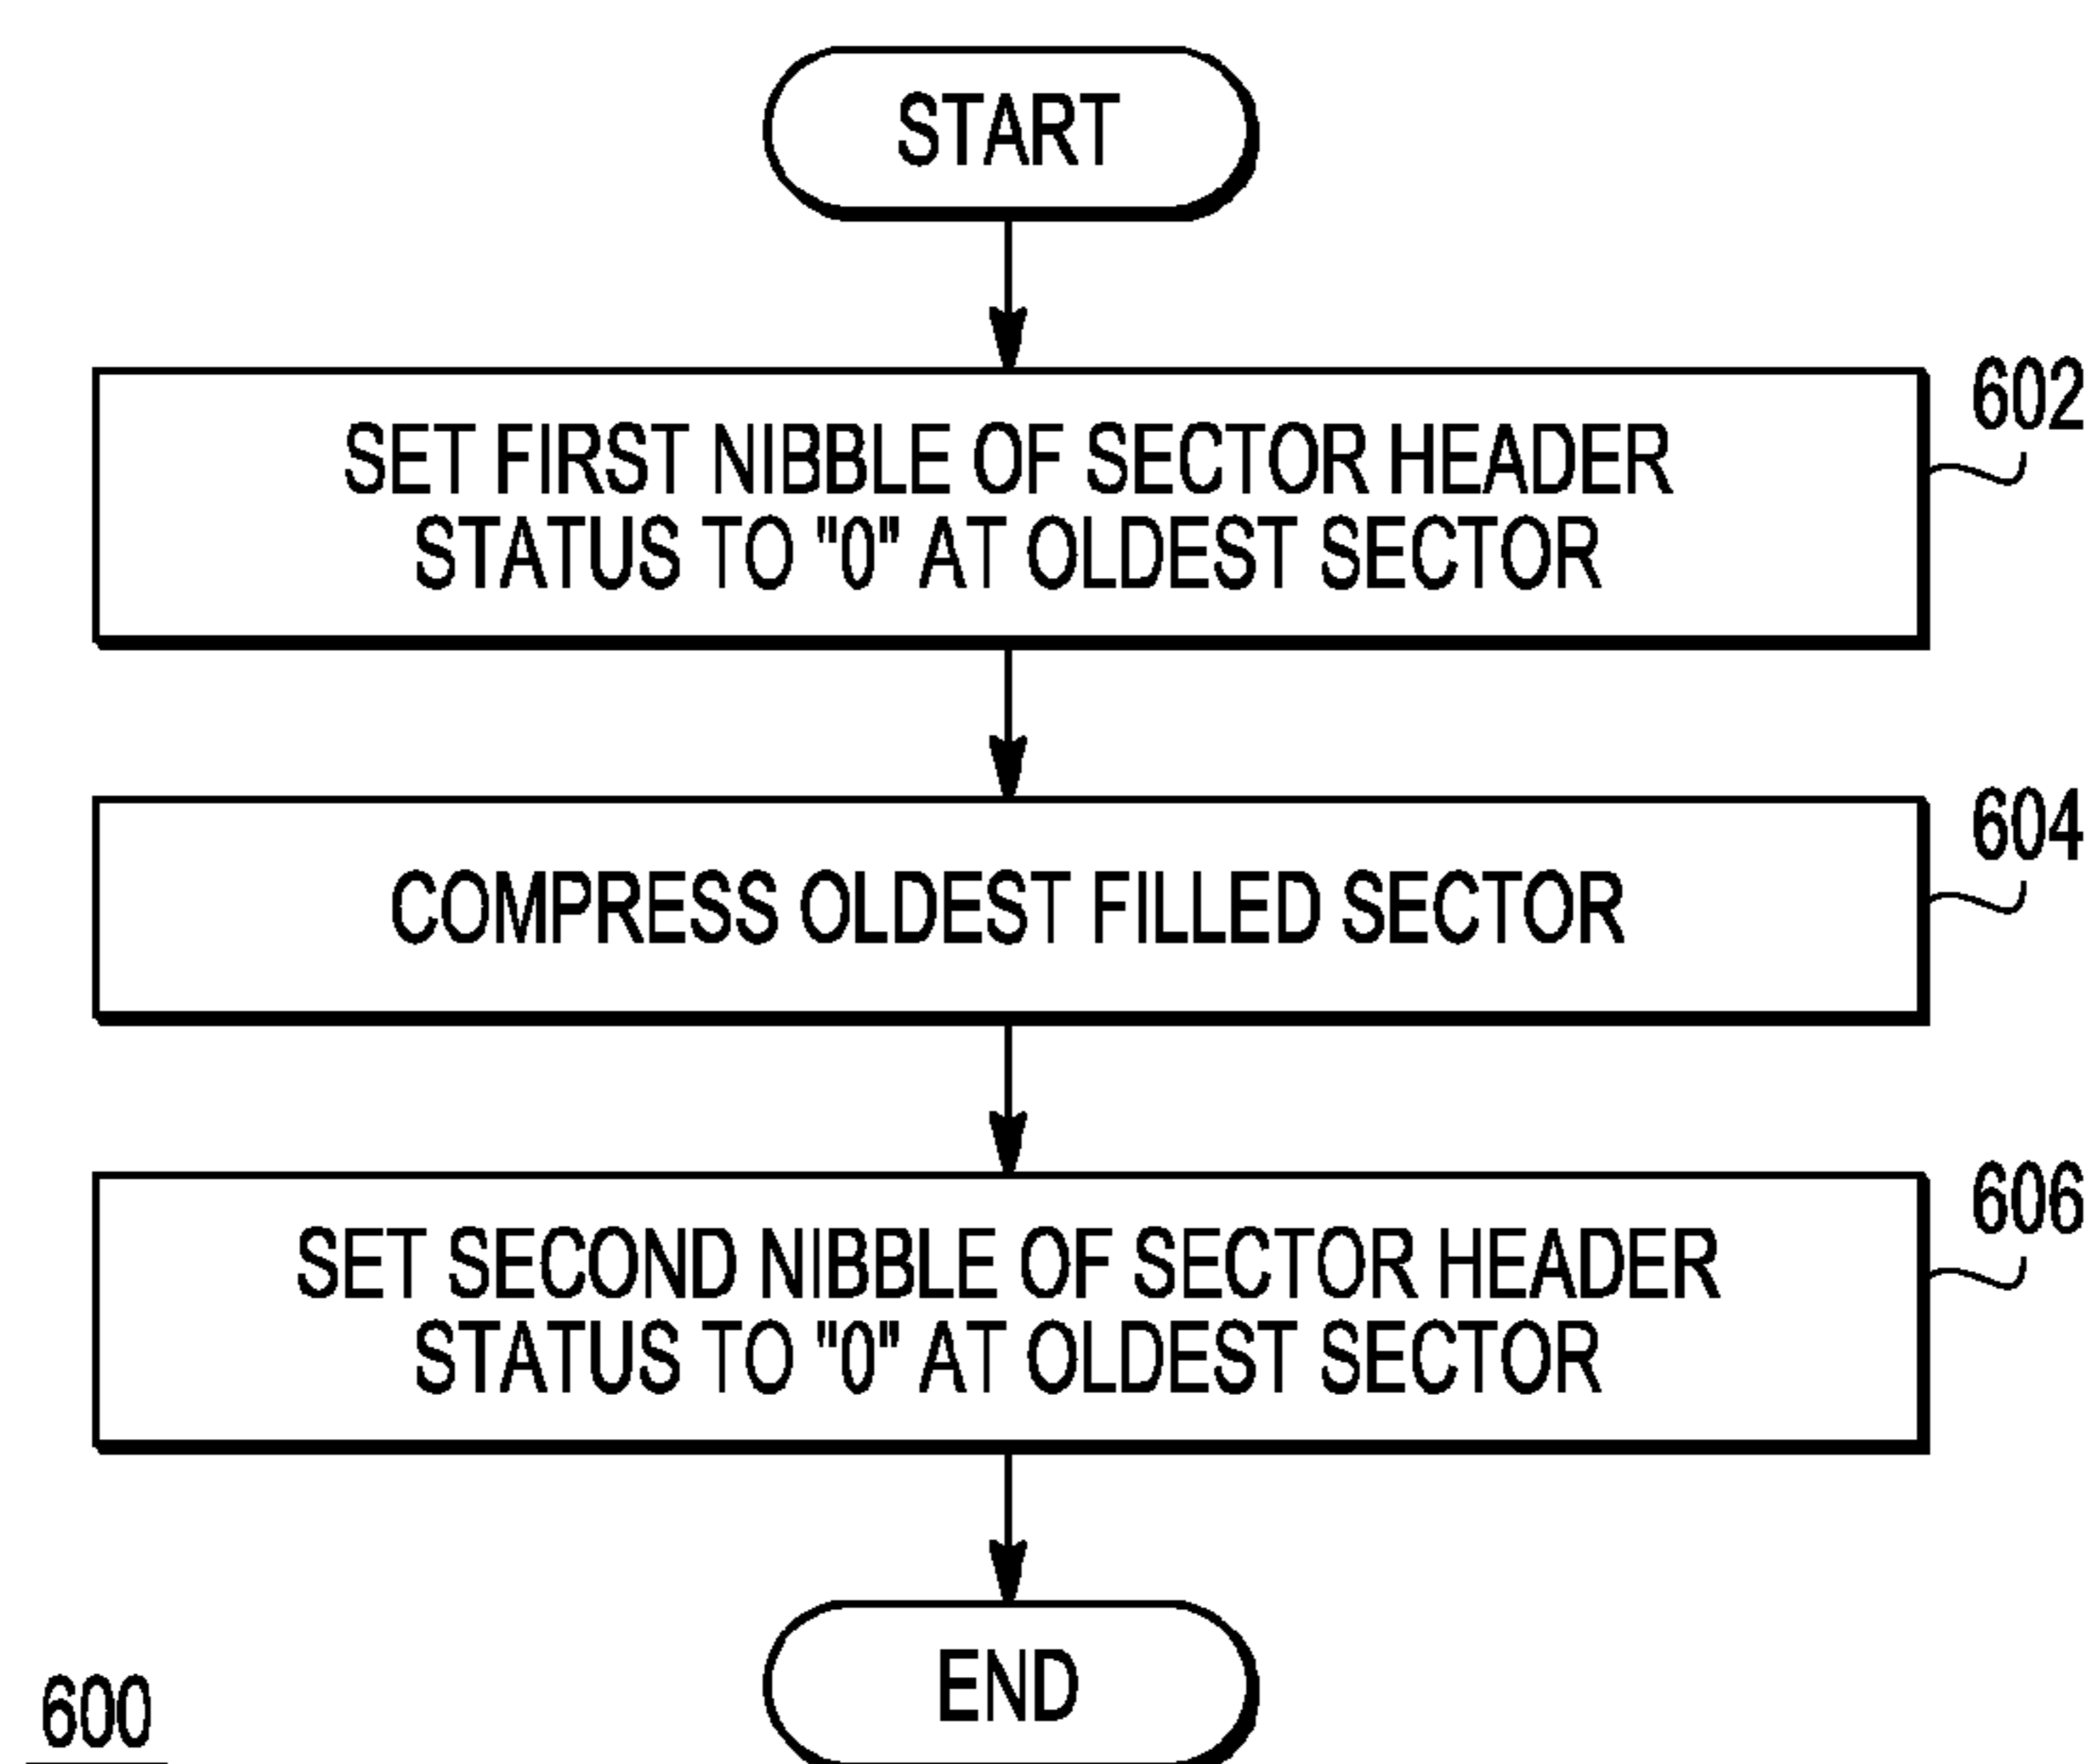 START
602
SET FIRST NIBBLE OF SECTOR HEADER
STATUS TO "0" AT OLDEST SECTOR
604
COMPRESS OLDEST FILLED SECTOR
606
SET SECOND NIBBLE OF SECTOR HEADER
STATUS TO "0" AT OLDEST SECTOR
END
600